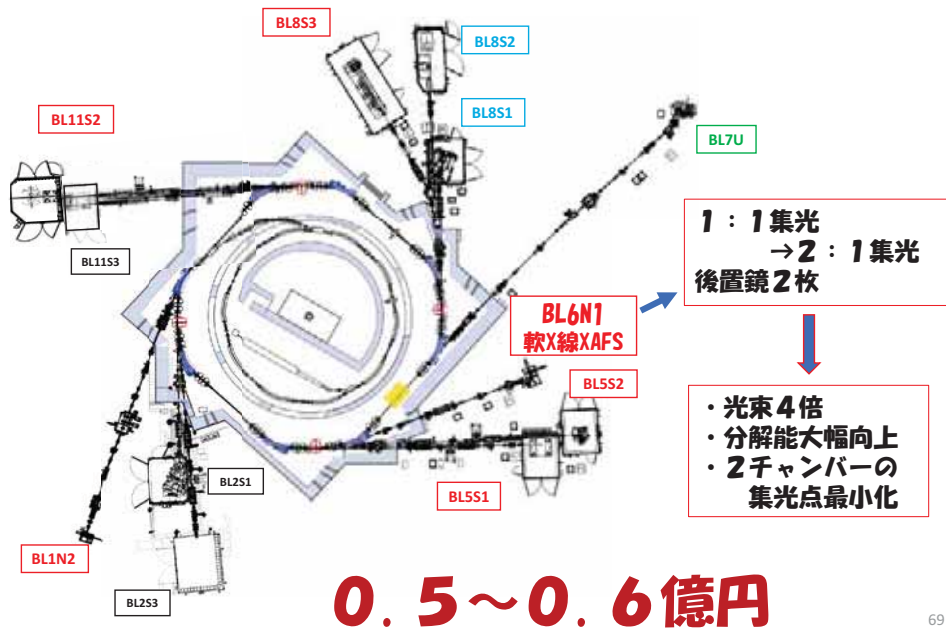 BL8S3
BL8S2
BL8S1
BL11S2
BL7U
BL11S3
1：1集光
→2：1集光
後置鏡2枚
BL6N1
軟X線XAFS
BL5S2
・光束4倍
・分解能大幅向上
・2チャンバーの
集光点最小化
BL2S1
BL5S1
BL1N2
BL2S3
0.5～0.6億円
69